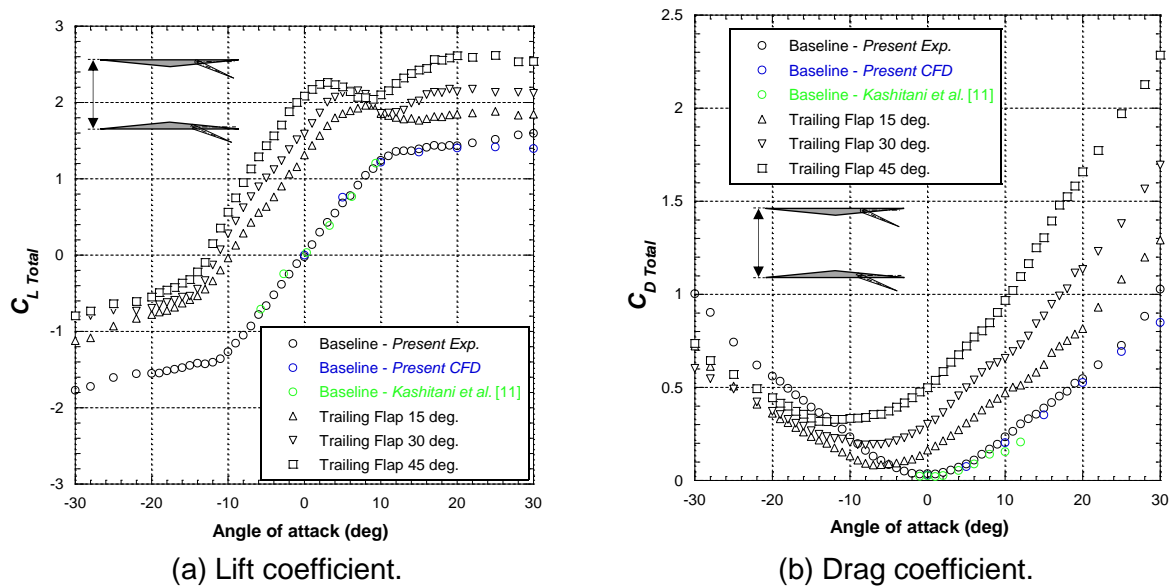 3
2
1
0
-1
-2
-3
C_L Total
-30 -20 -10 0 10 20 30
Angle of attack (deg)
Baseline - Present Exp.
Baseline - Present CFD
Baseline - Kashitani et al. [11]
Trailing Flap 15 deg.
Trailing Flap 30 deg.
Trailing Flap 45 deg.
(a) Lift coefficient.
2.5
2
1.5
1
0.5
0
C_D Total
-30 -20 -10 0 10 20 30
Angle of attack (deg)
Baseline - Present Exp.
Baseline - Present CFD
Baseline - Kashitani et al. [11]
Trailing Flap 15 deg.
Trailing Flap 30 deg.
Trailing Flap 45 deg.
(b) Drag coefficient.